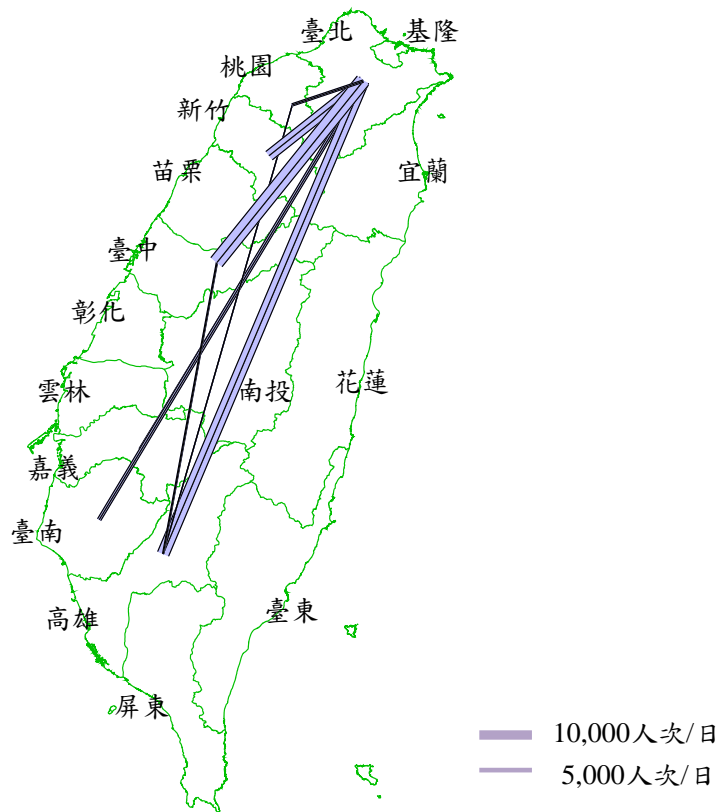 臺北
基隆
桃園
新竹
苗栗
宜蘭
臺中
彰化
雲林
南投
花蓮
嘉義
臺南
高雄
臺東
屏東
10,000人次/日
5,000人次/日